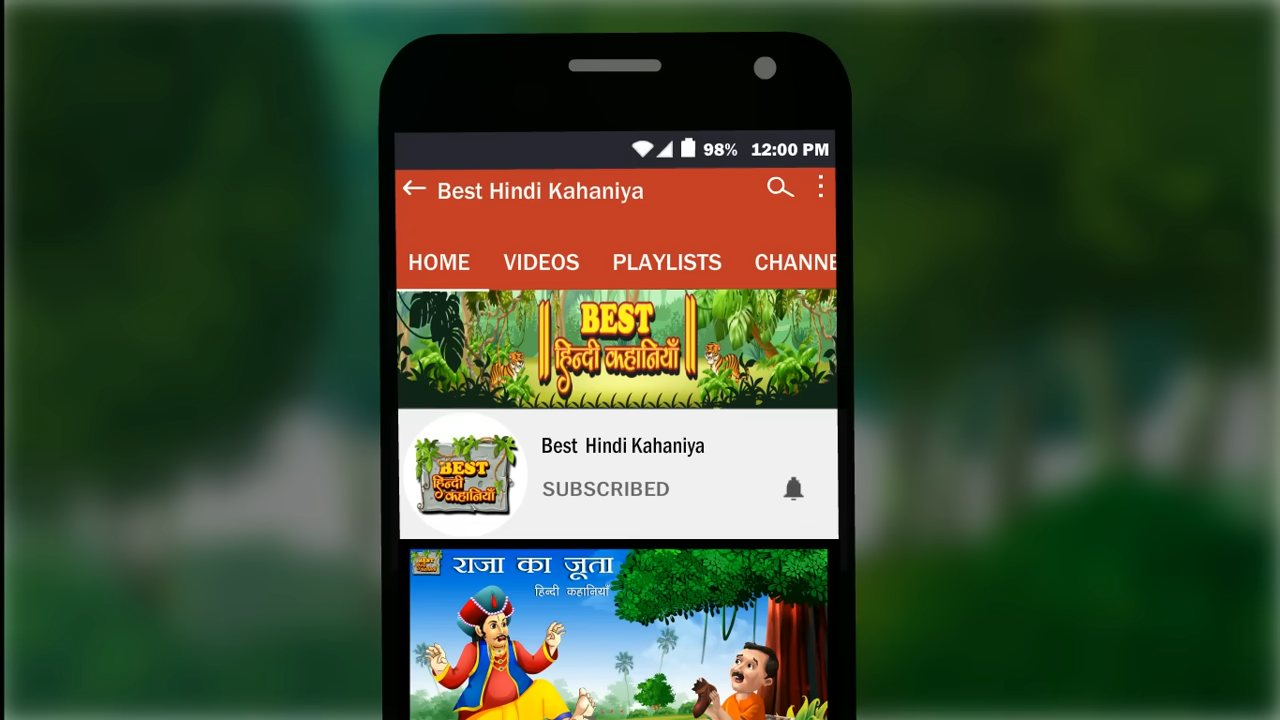 98% 12:00 PM
Best Hindi Kahaniya
HOME VIDEOS PLAYLISTS CHANNE
BEST
हिन्दी कहानियाँ
Best Hindi Kahaniya
BEST
हिन्दी
कहानियाँ
SUBSCRIBED
राजा का जूता
हिन्दी कहानियाँ